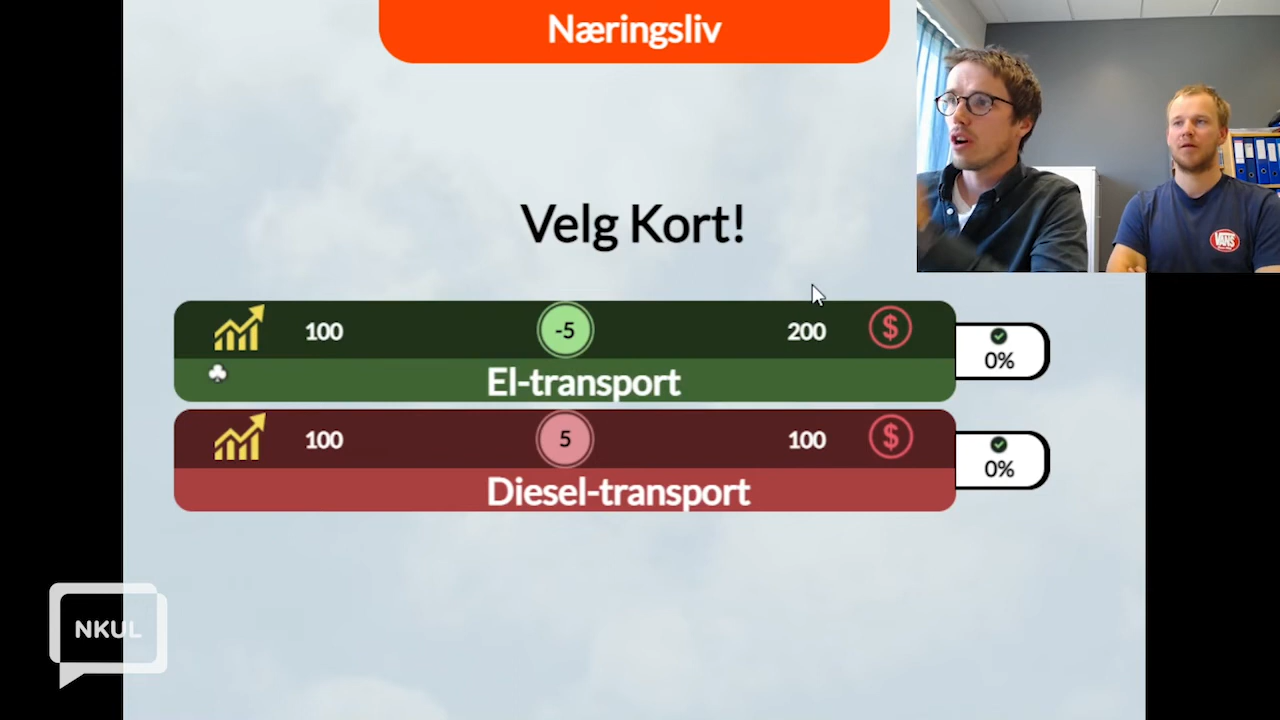 Næringsliv
Velg Kort!
100 -5 200 $
El-transport
0%
100 5 100 $
Diesel-transport
0%
VANS
NKUL